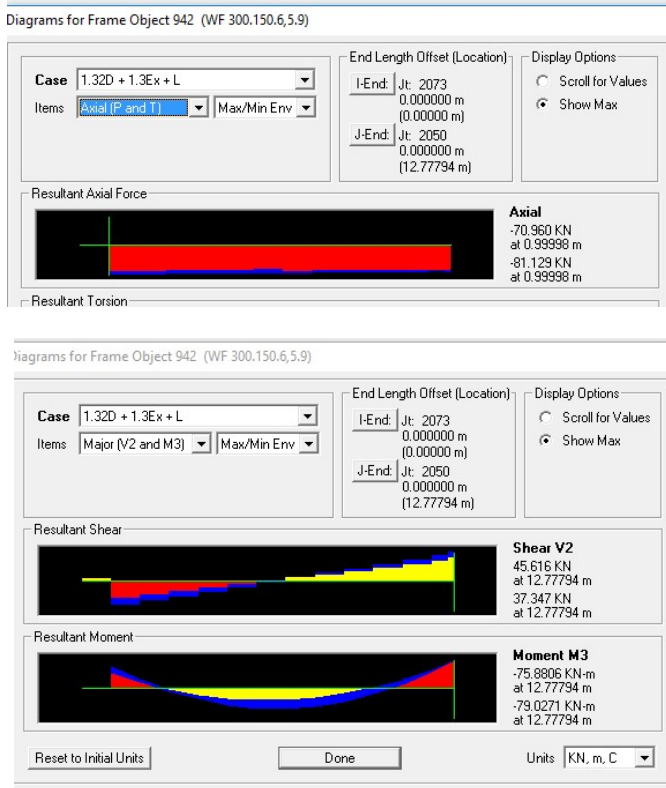 Diagrams for Frame Object 942 (WF 300.150.6,5.9)
End Length Offset (Location)
Display Options
Case 1.32D + 1.3Ex + L
Items Axial (P and T) Max/Min Env
I-End: Jt: 2073
0.000000 m
(0.00000 m)
J-End: Jt: 2050
0.000000 m
(12.77794 m)
Scroll for Values
Show Max
Resultant Axial Force
Axial
-70.960 KN
at 0.99998 m
-81.129 KN
at 0.99998 m
Resultant Torsion
Diagrams for Frame Object 942 (WF 300.150.6,5.9)
End Length Offset (Location)
Display Options
Case 1.32D + 1.3Ex + L
Items Major (V2 and M3) Max/Min Env
I-End: Jt: 2073
0.000000 m
(0.00000 m)
J-End: Jt: 2050
0.000000 m
(12.77794 m)
Scroll for Values
Show Max
Resultant Shear
Shear V2
45.616 KN
at 12.77794 m
37.347 KN
at 12.77794 m
Resultant Moment
Moment M3
-75.8806 KN-m
at 12.77794 m
-79.0271 KN-m
at 12.77794 m
Reset to Initial Units
Done
Units KN, m, C